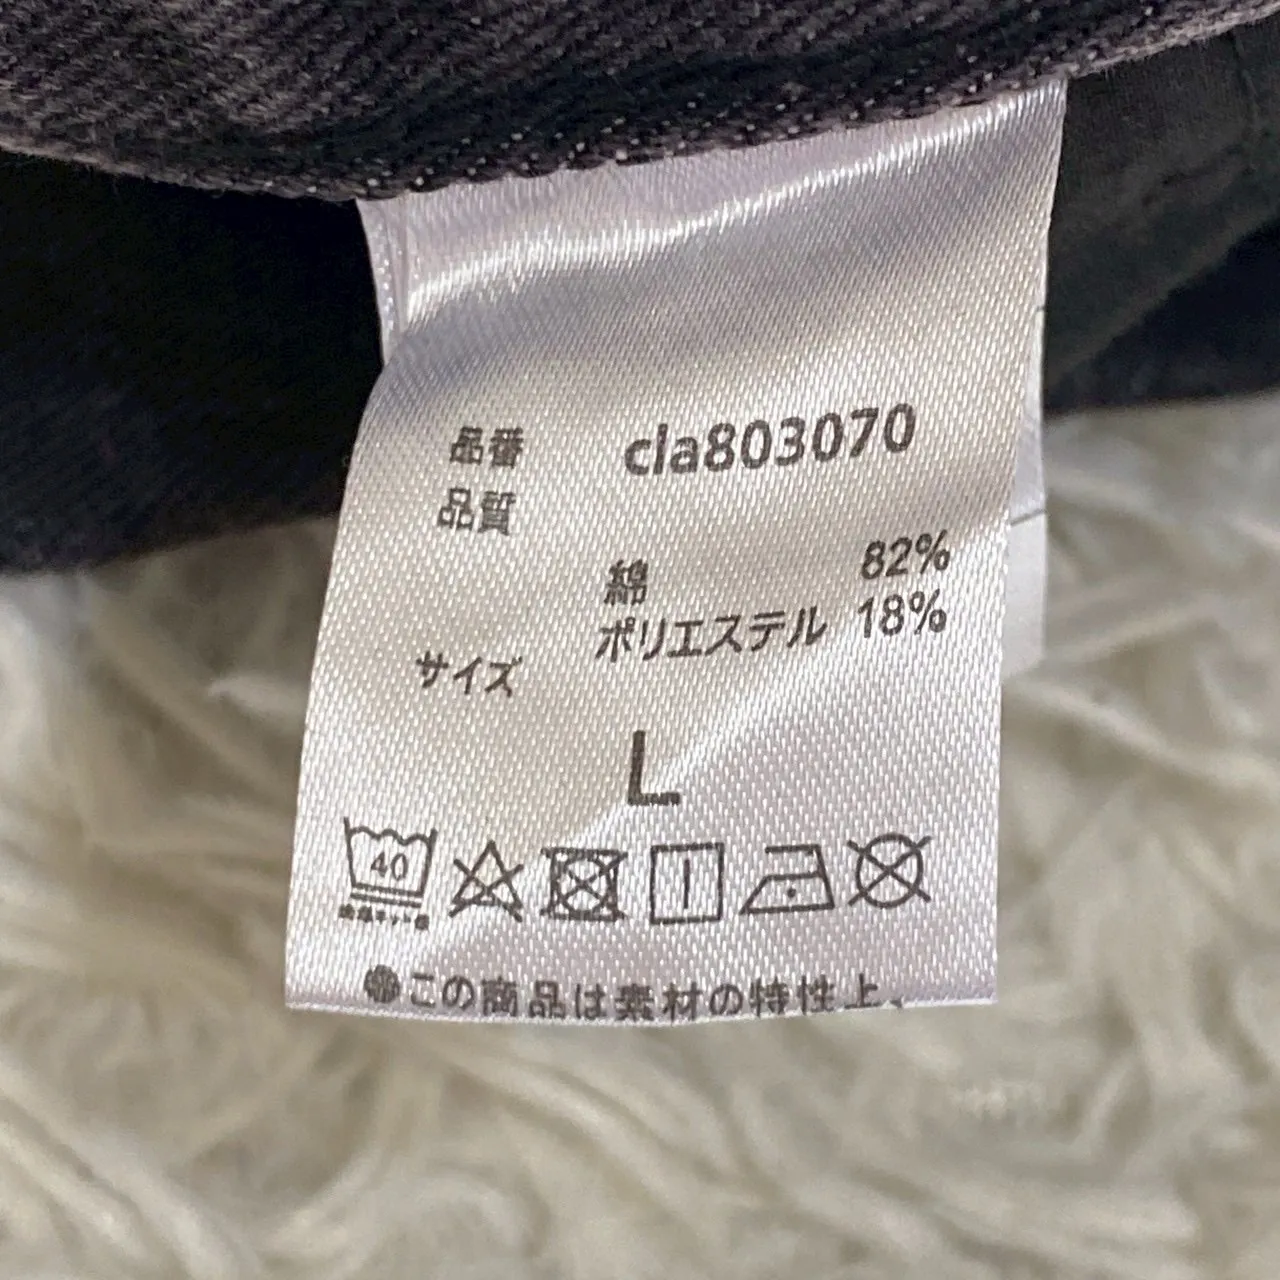 品番 cla803070
品質
綿 82%
ポリエステル 18%
サイズ
L
40
●この商品は素材の特性上、